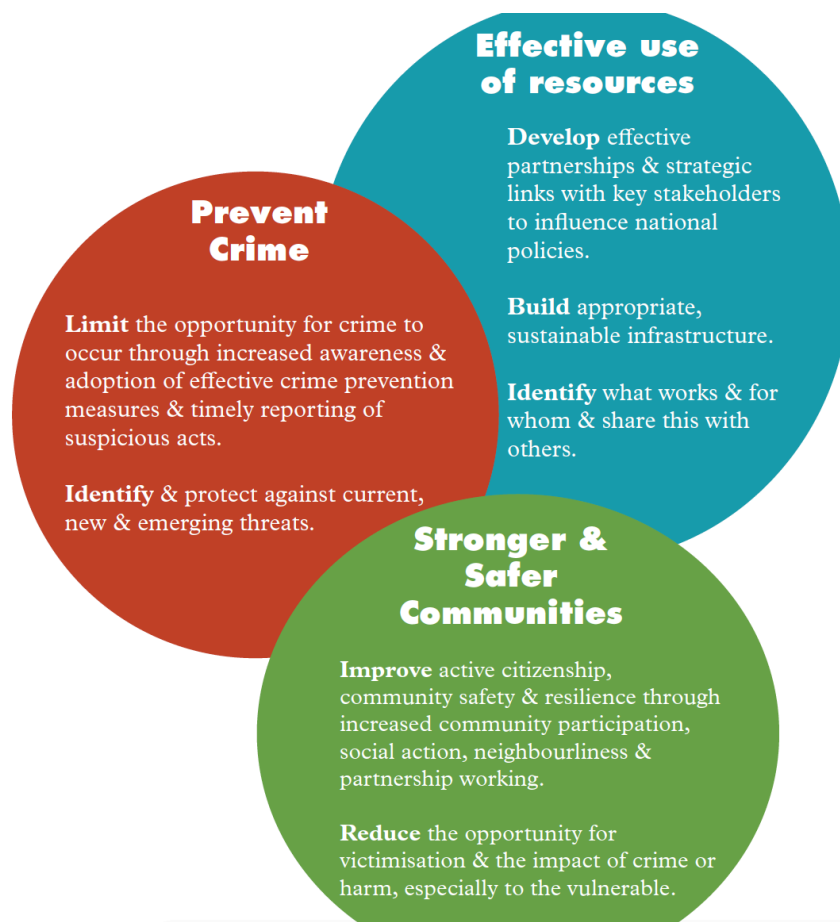 Effective use
of resources
Develop effective
partnerships & strategic
links with key stakeholders
to influence national
policies.
Build appropriate,
sustainable infrastructure.
Identify what works & for
whom & share this with
others.
Prevent
Crime
Limit the opportunity for crime to
occur through increased awareness &
adoption of effective crime prevention
measures & timely reporting of
suspicious acts.
Identify & protect against current,
new & emerging threats.
Stronger &
Safer
Communities
Improve active citizenship,
community safety & resilience through
increased community participation,
social action, neighbourliness &
partnership working.
Reduce the opportunity for
victimisation & the impact of crime or
harm, especially to the vulnerable.